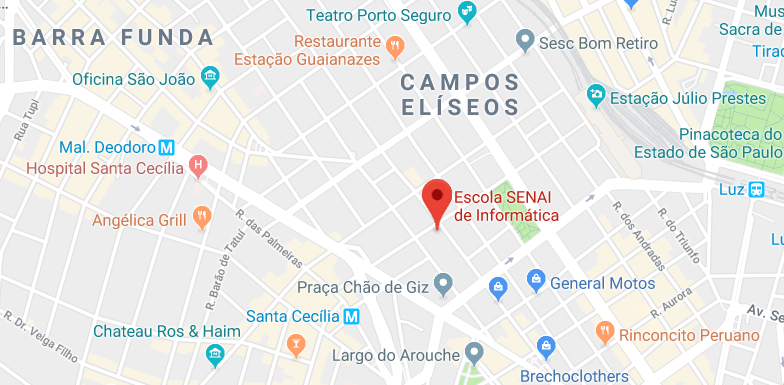 Teatro Porto Seguro
R. Lu
Mus
Sacra de
Tirad
BARRA FUNDA
Restaurante
Estação Guaianazes
Sesc Bom Retiro
Oficina São João
CAMPOS
ELÍSEOS
Estação Júlio Prestes
Rua Tupi
Pinacoteca do
Estado de São Paulo
Mal. Deodoro M
Hospital Santa Cecília H
Luz
Escola SENAI
de Informática
Angélica Grill
R. das Palmeiras
R. Barão de Tatuí
R. dos Andradas
R. do Triunfo
Lu
Praça Chão de Giz
General Motos
R. Aurora
Av. Se
Santa Cecília M
R. Dr. Veiga Filho
Chateau Ros & Haim
Rinconcito Peruano
Largo do Arouche
Brechoclothers